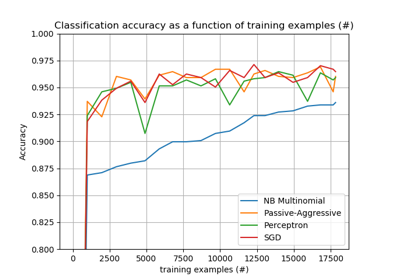 Classification accuracy as a function of training examples (#)
1.000
0.975
0.950
0.925
0.900
0.875
0.850
0.825
0.800
Accuracy
NB Multinomial
Passive-Aggressive
Perceptron
SGD
0 2500 5000 7500 10000 12500 15000 17500
training examples (#)